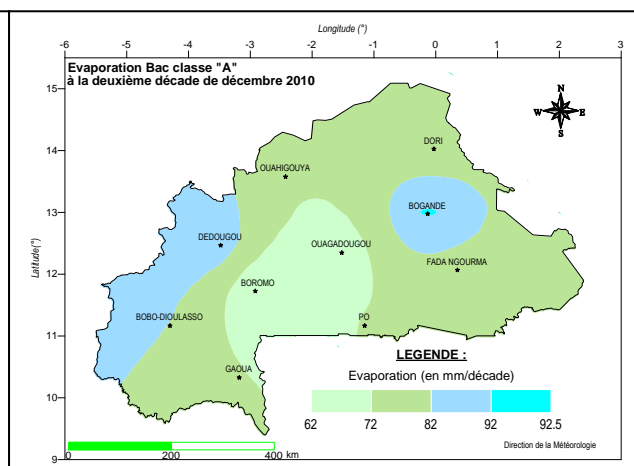 Longitude (°)
-6 -5 -4 -3 -2 -1 0 1 2 3
Evaporation Bac classe "A"
à la deuxième décade de décembre 2010
15
N
W E
S
14
DORI
OUAHIGOUYA
13
BOGANDE
DEDOUGOU
OUAGADOUGOU
Latitude(°)
FADA NGOURMA
12
BOROMO
BOBO-DIOULASSO
PO
11
LEGENDE :
GAOUA
Evaporation (en mm/décade)
10
62 72 82 92 92.5
Direction de la Météorologie
9
0 200 400 km